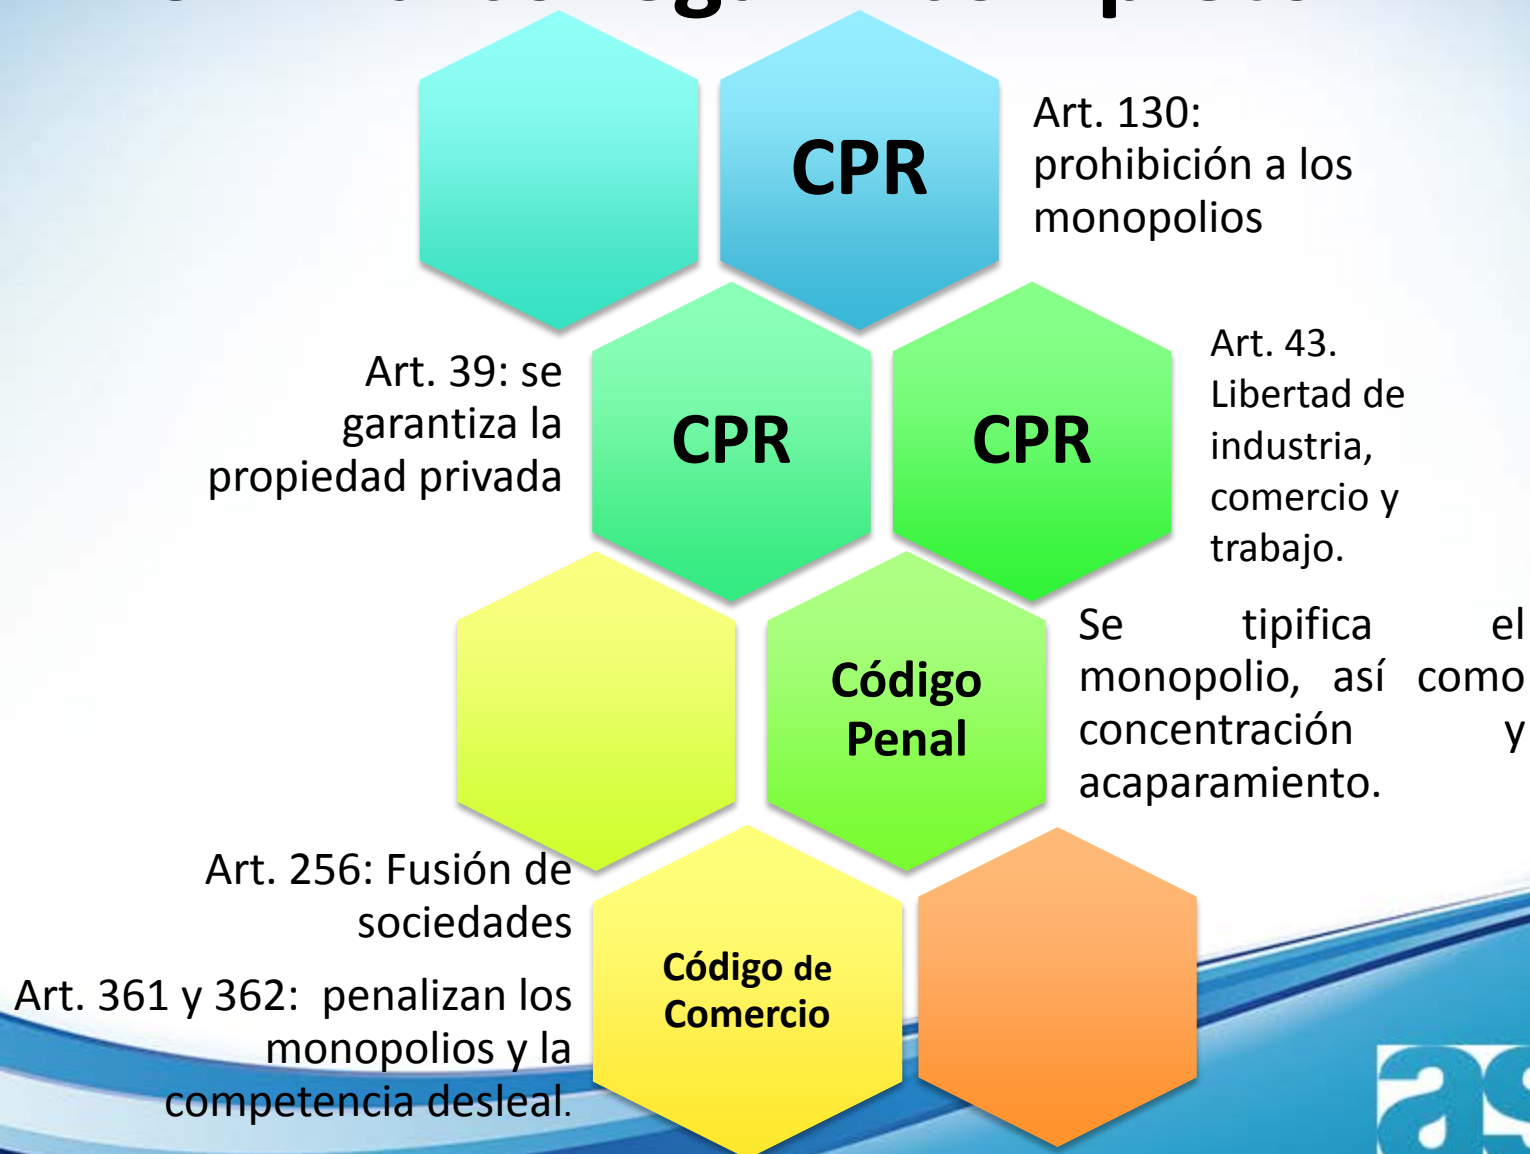 CPR
Art. 130:
prohibición a los
monopolios
Art. 39: se
garantiza la
propiedad privada
CPR
CPR
Art. 43.
Libertad de
industria,
comercio y
trabajo.
Código
Penal
Se tipifica el
monopolio, así como
concentración y
acaparamiento.
Art. 256: Fusión de
sociedades
Art. 361 y 362: penalizan los
monopolios y la
competencia desleal.
Código de
Comercio
as